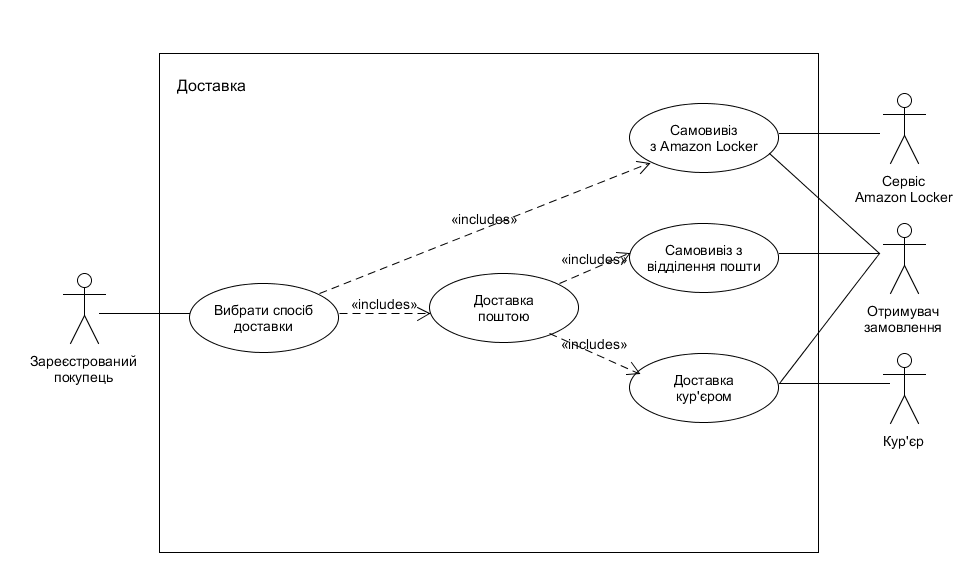 Доставка
Самовивіз
з Amazon Locker
Сервіс
Amazon Locker
«includes»
Самовивіз з
відділення пошти
«includes»
Отримувач
замовлення
Вибрати спосіб
доставки
«includes»
Доставка
поштою
Зареєстрований
покупець
«includes»
Доставка
кур'єром
Кур'єр